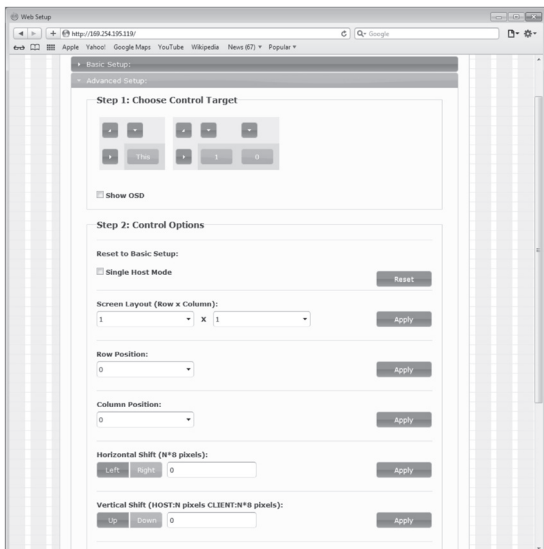 Web Setup
http://169.254.195.119/
Google
Apple Yahoo! Google Maps YouTube Wikipedia News (67) Popular
Basic Setup:
Advanced Setup:
Step 1: Choose Control Target
This 1 0
Show OSD
Step 2: Control Options
Reset to Basic Setup:
Single Host Mode
Reset
Screen Layout (Row x Column):
1 X 1 Apply
Row Position:
0 Apply
Column Position:
0 Apply
Horizontal Shift (N*8 pixels):
Left Right 0 Apply
Vertical Shift (HOST:N pixels CLIENT:N*8 pixels):
Up Down 0 Apply